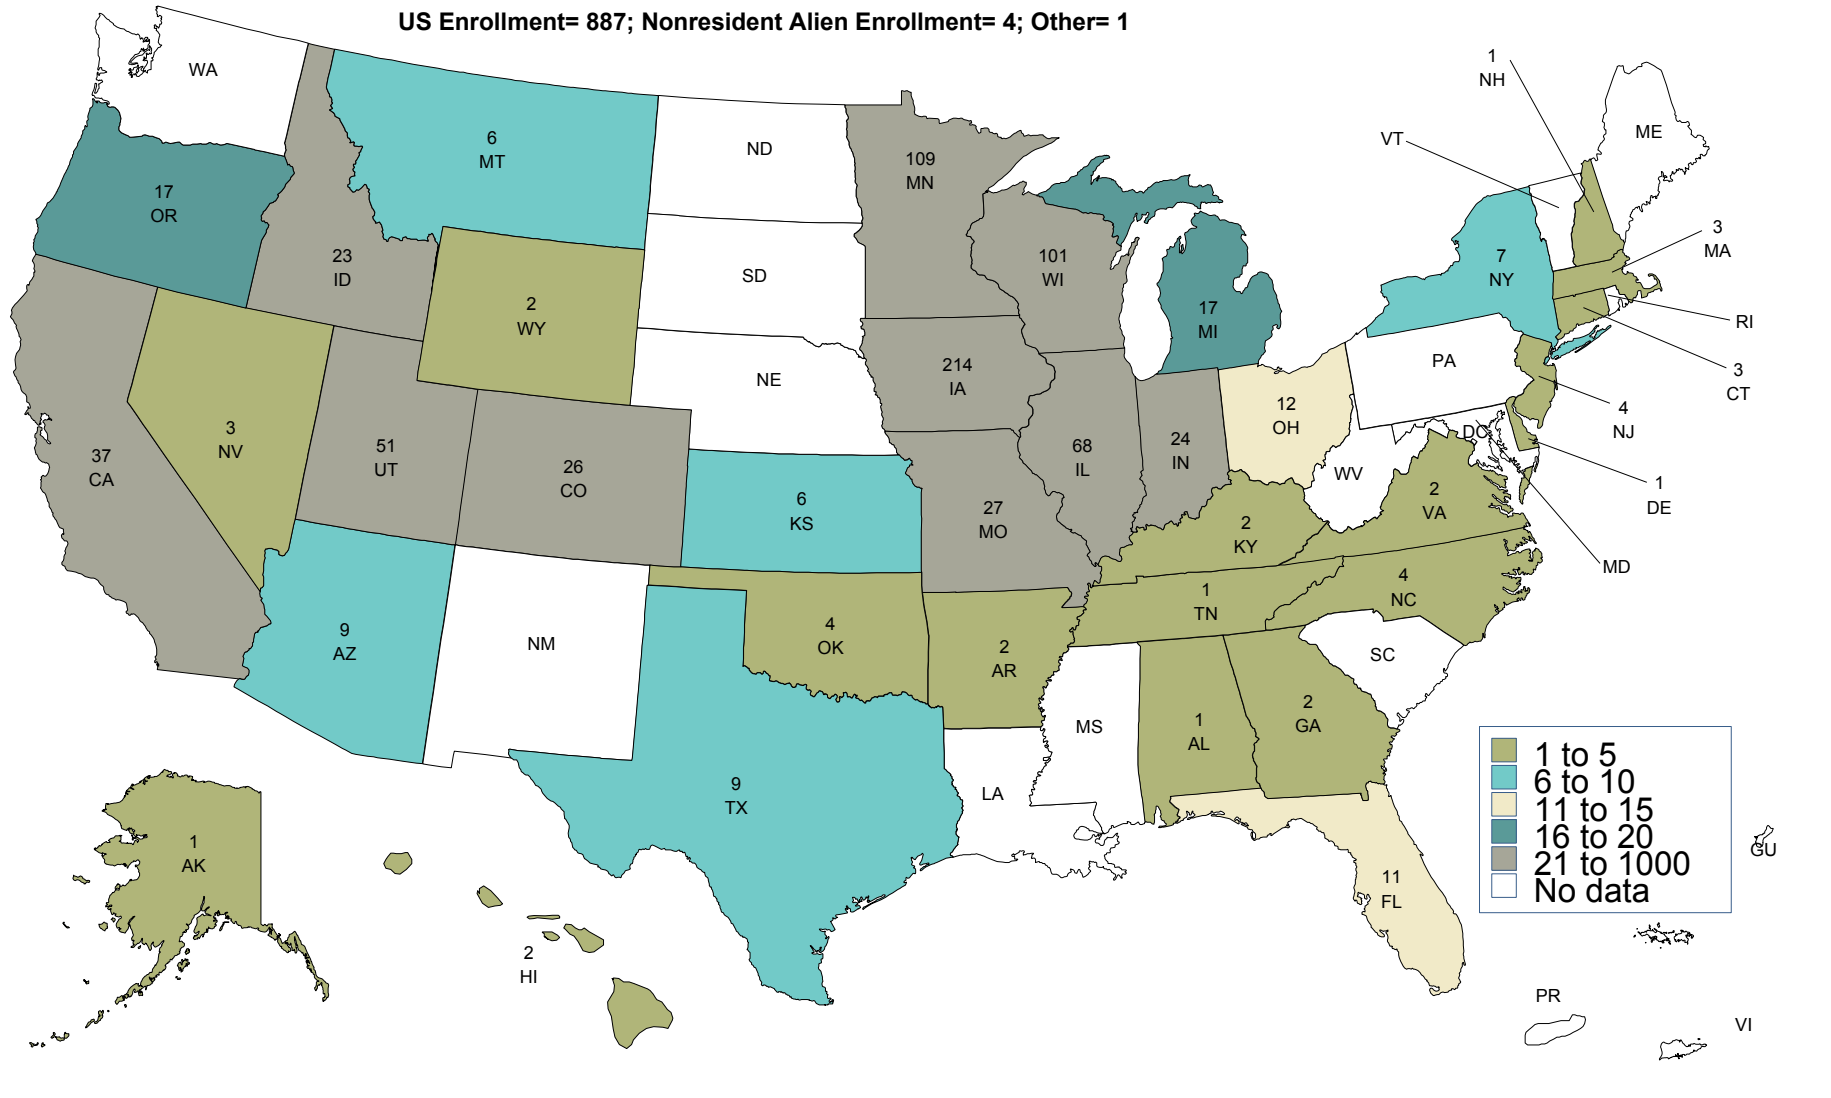 US Enrollment= 887; Nonresident Alien Enrollment= 4; Other= 1
WA
17
OR
23
ID
6
MT
2
WY
ND
SD
NE
109
MN
101
WI
17
MI
1
NH
VT
ME
7
NY
3
MA
RI
3
CT
PA
4
NJ
1
DE
DC
MD
37
CA
3
NV
51
UT
26
CO
6
KS
214
IA
27
MO
68
IL
24
IN
12
OH
WV
2
VA
2
KY
4
NC
1
TN
SC
9
AZ
NM
4
OK
2
AR
9
TX
LA
MS
1
AL
2
GA
11
FL
1
AK
2
HI
1 to 5
6 to 10
11 to 15
16 to 20
21 to 1000
No data
GU
PR
VI